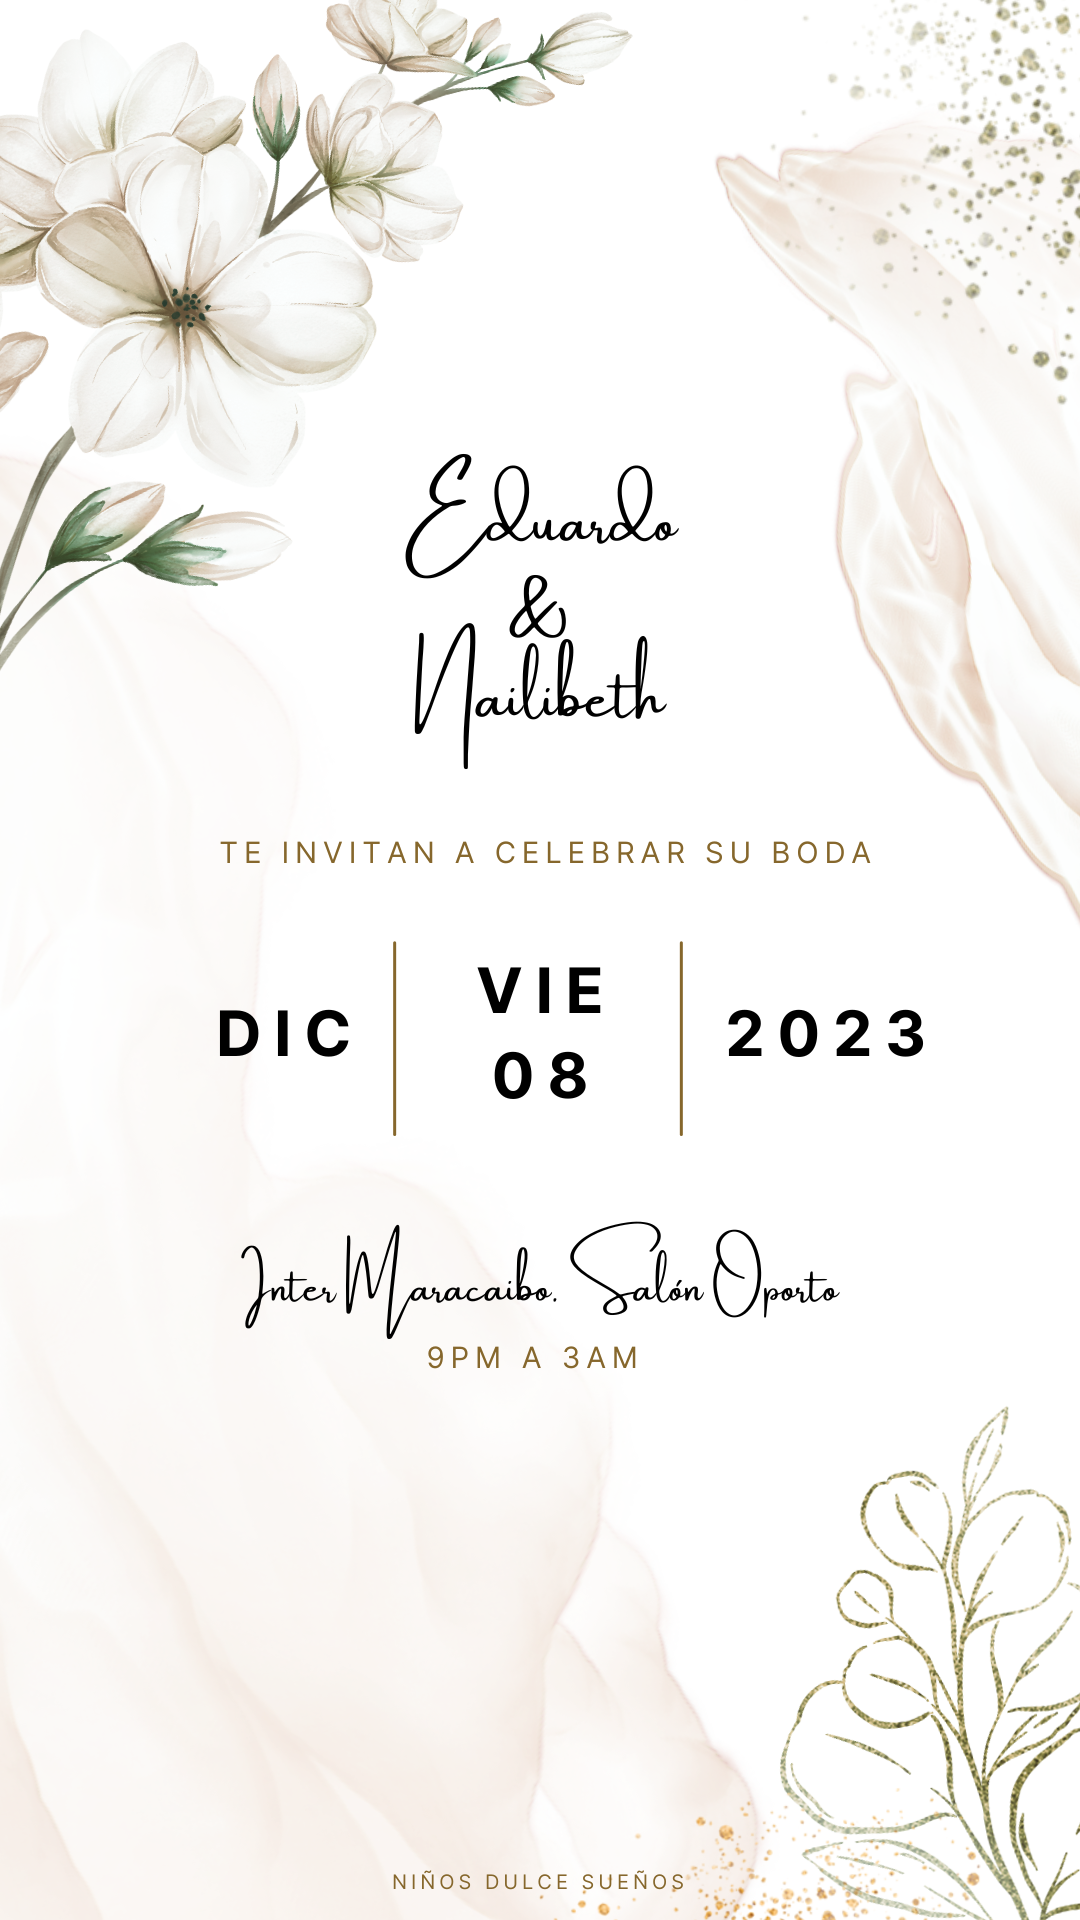 Eduardo
&
Nailibeth
TE INVITAN A CELEBRAR SU BODA
DIC
VIE
08
2023
Inter Maracaibo. Salón Oporto
9PM A 3AM
NIÑOS DULCE SUEÑOS